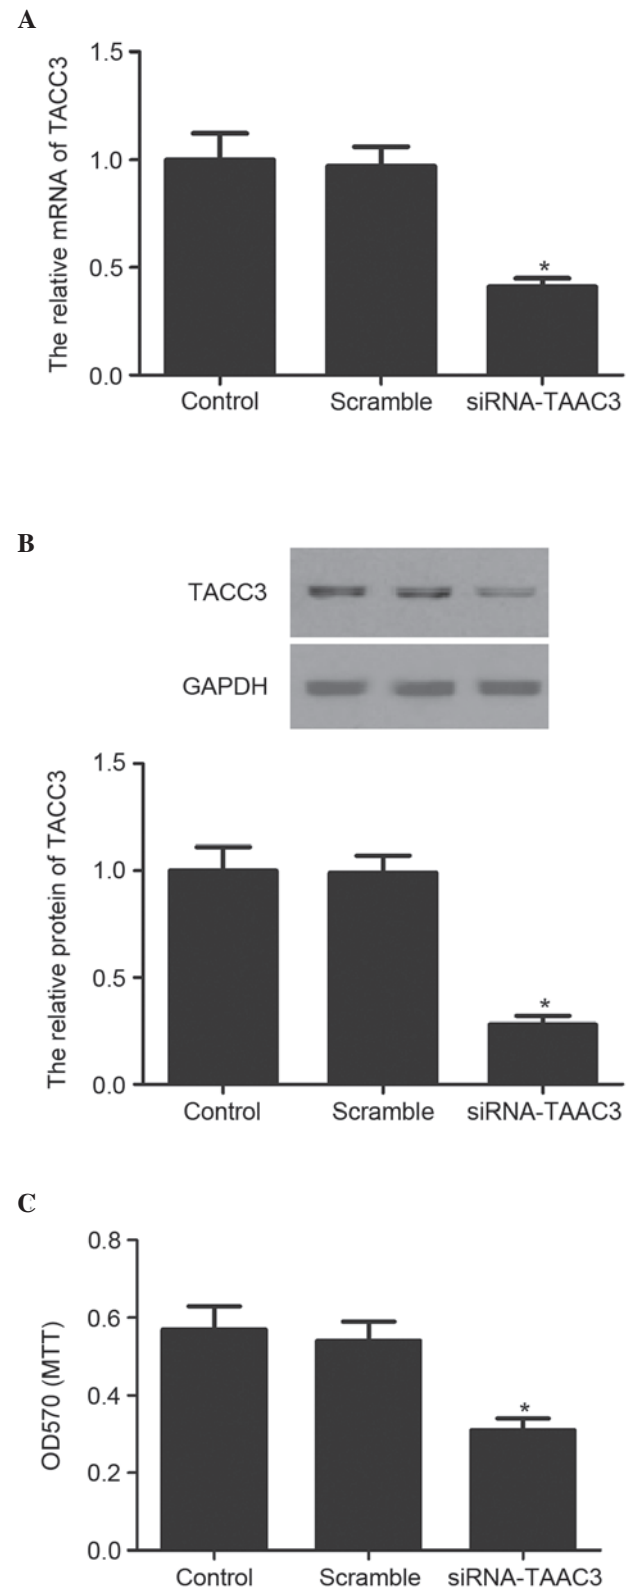 A
The relative mRNA of TACC3
1.5
1.0
0.5
0.0
*
Control Scramble siRNA-TAAC3
B
TACC3
GAPDH
The relative protein of TACC3
1.5
1.0
0.5
0.0
*
Control Scramble siRNA-TAAC3
C
OD570 (MTT)
0.8
0.6
0.4
0.2
0.0
*
Control Scramble siRNA-TAAC3